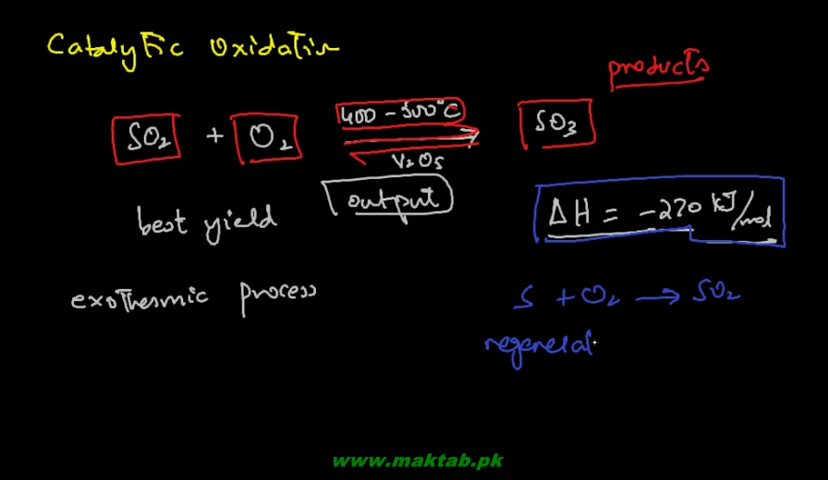 Catalytic Oxidation
products
SO₂ + O₂ 400 - 500°C V₂O₅ SO₃
best yield output ΔH = -270 kJ/mol
exothermic process S + O₂ → SO₂
regenerat
www.maktab.pk